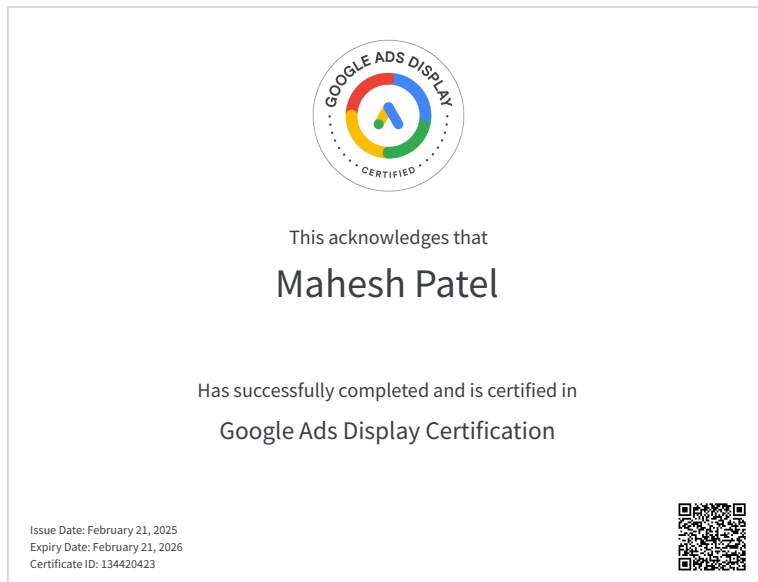 GOOGLE ADS DISPLAY
CERTIFIED
This acknowledges that
Mahesh Patel
Has successfully completed and is certified in
Google Ads Display Certification
Issue Date: February 21, 2025
Expiry Date: February 21, 2026
Certificate ID: 134420423